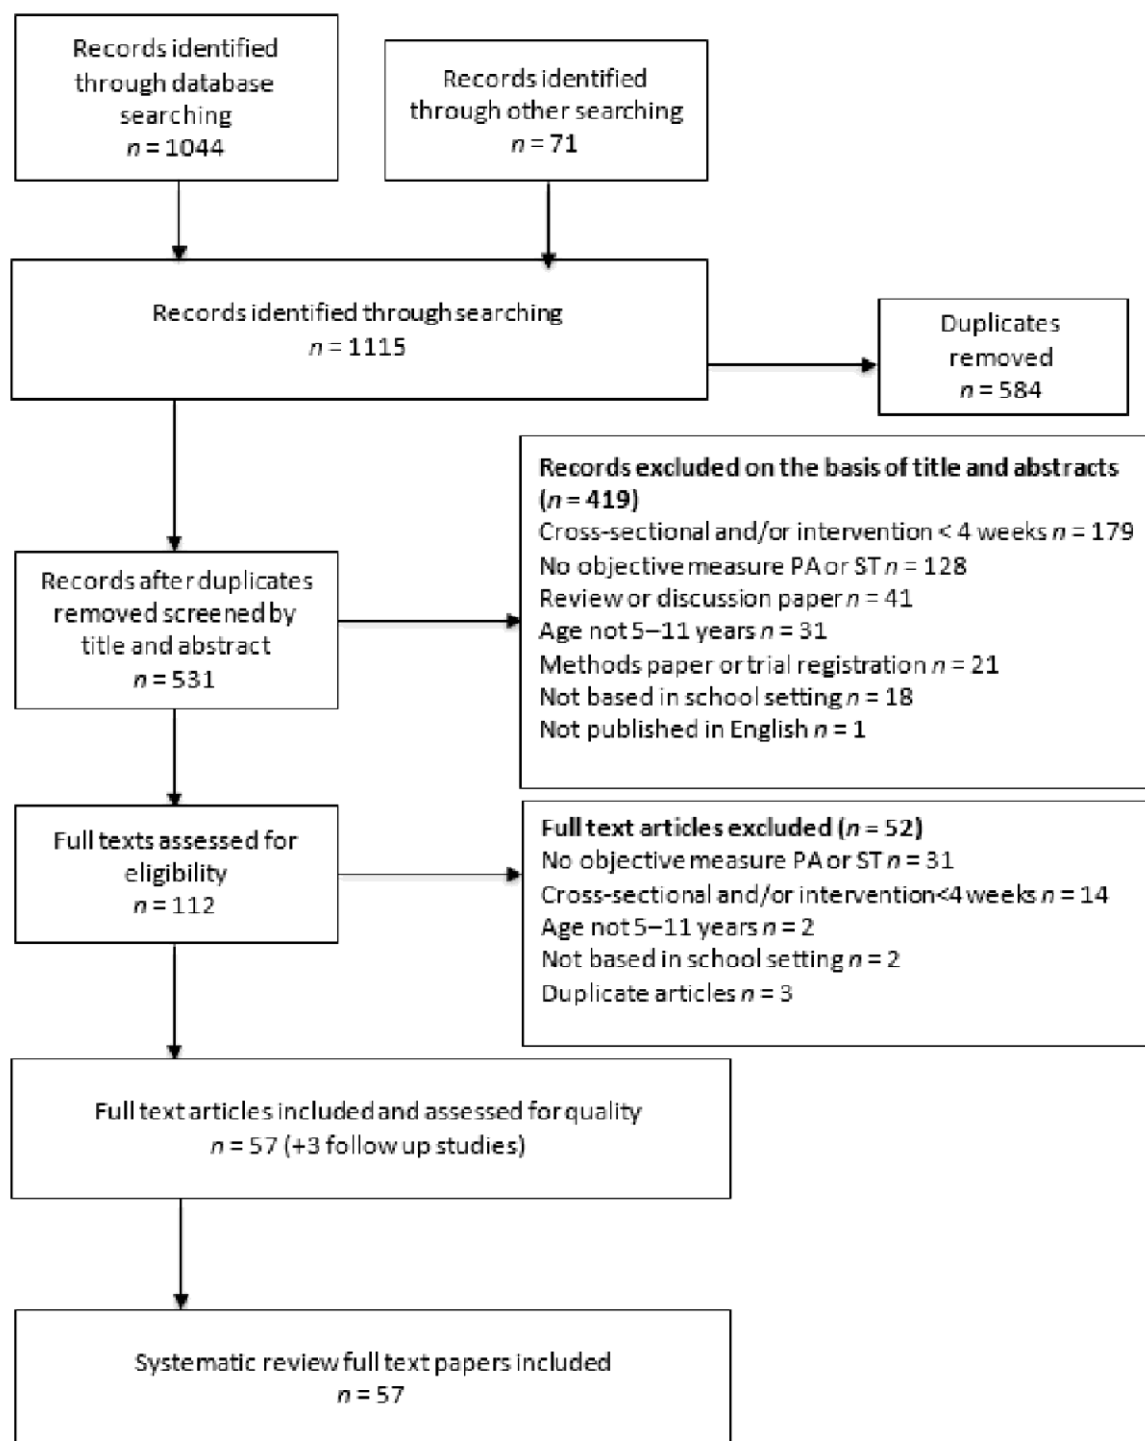 Records identified
through database
searching
n = 1044
Records identified
through other searching
n = 71
Records identified through searching
n = 1115
Duplicates
removed
n = 584
Records excluded on the basis of title and abstracts
(n = 419)
Cross-sectional and/or intervention < 4 weeks n = 179
No objective measure PA or ST n = 128
Review or discussion paper n = 41
Age not 5–11 years n = 31
Methods paper or trial registration n = 21
Not based in school setting n = 18
Not published in English n = 1
Records after duplicates
removed screened by
title and abstract
n = 531
Full texts assessed for
eligibility
n = 112
Full text articles excluded (n = 52)
No objective measure PA or ST n = 31
Cross-sectional and/or intervention<4 weeks n = 14
Age not 5–11 years n = 2
Not based in school setting n = 2
Duplicate articles n = 3
Full text articles included and assessed for quality
n = 57 (+3 follow up studies)
Systematic review full text papers included
n = 57